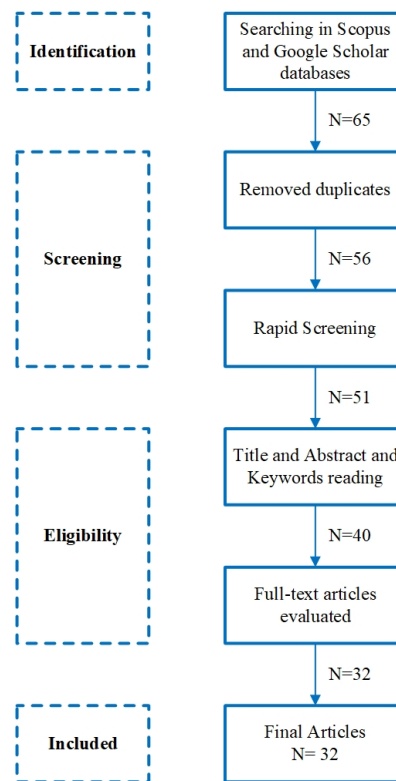 Identification
Searching in Scopus
and Google Scholar
databases
N=65
Removed duplicates
Screening
N=56
Rapid Screening
N=51
Title and Abstract and
Keywords reading
Eligibility
N=40
Full-text articles
evaluated
N=32
Included
Final Articles
N= 32